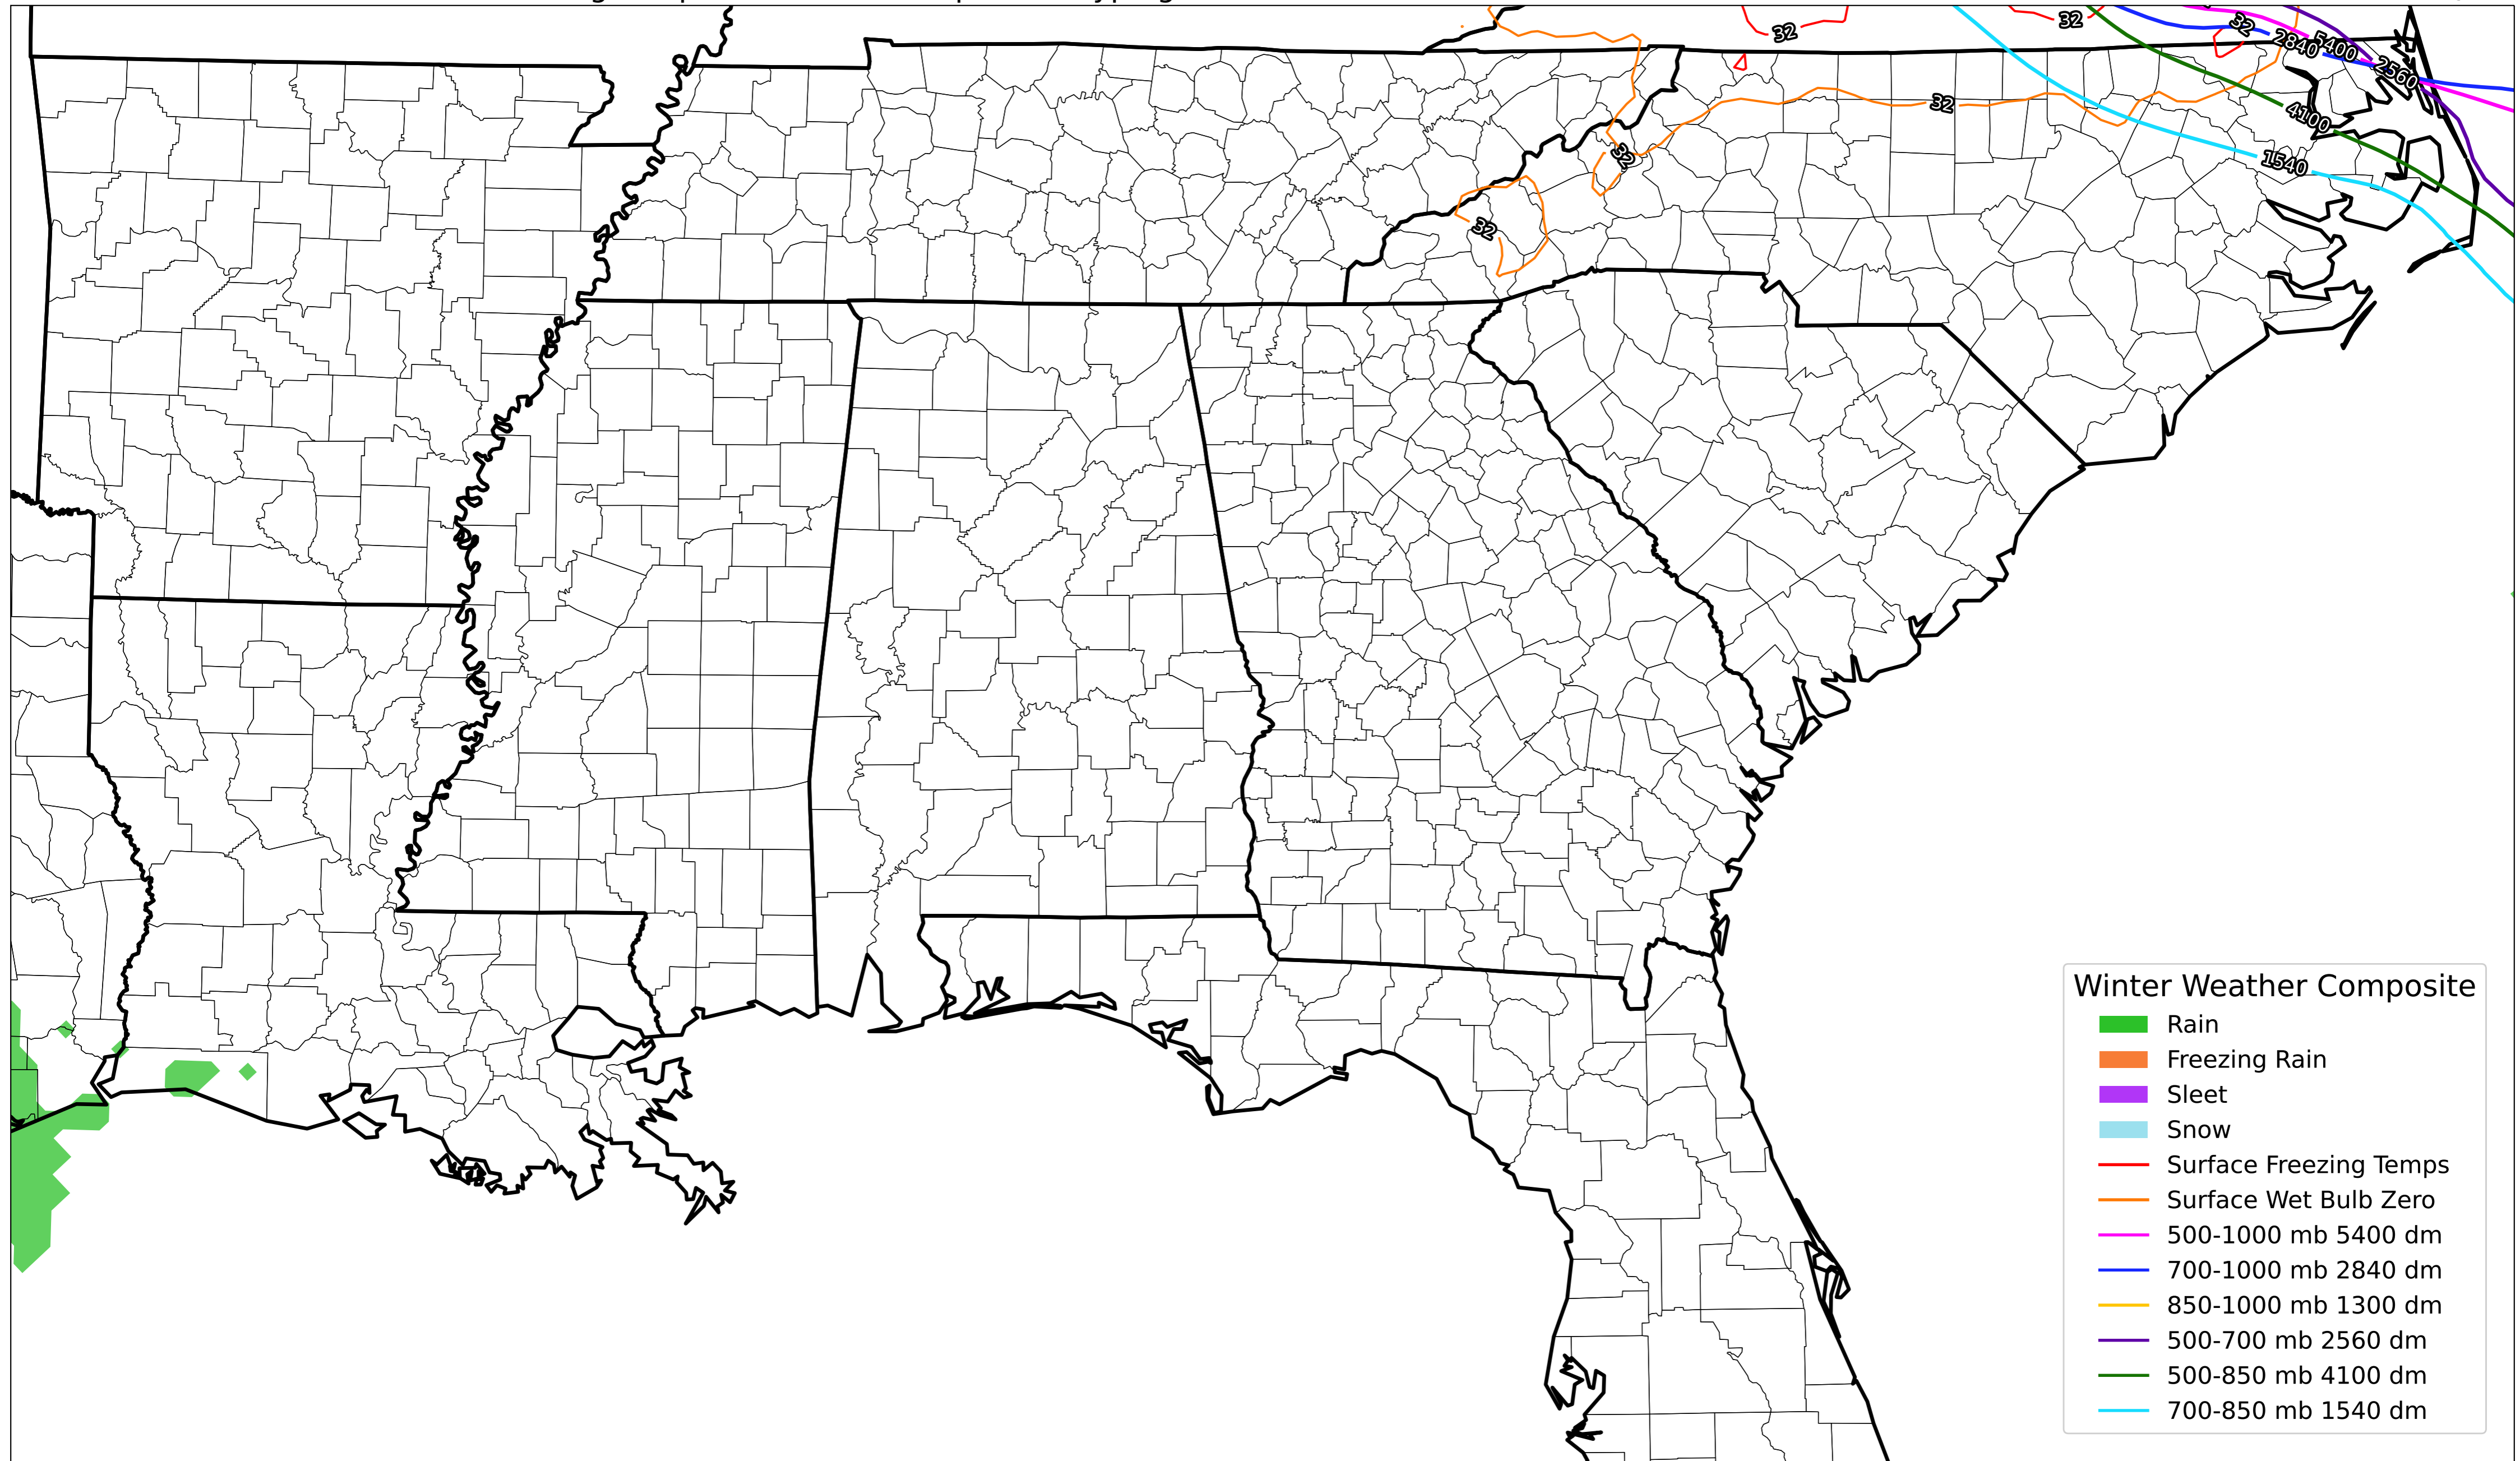 32
32
32
2840
5400
2560
32
4100
32
1540
32
Winter Weather Composite
Rain
Freezing Rain
Sleet
Snow
Surface Freezing Temps
Surface Wet Bulb Zero
500-1000 mb 5400 dm
700-1000 mb 2840 dm
850-1000 mb 1300 dm
500-700 mb 2560 dm
500-850 mb 4100 dm
700-850 mb 1540 dm